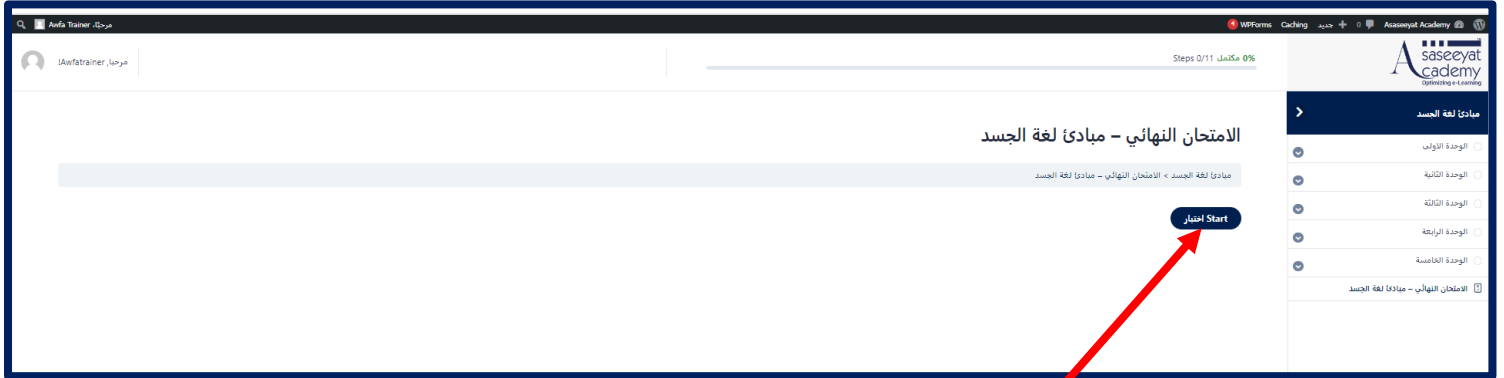 Asaseeyat Academy 0 جديد Caching WPForms 4
مرحبًا، Awfa Trainer
Asaseeyat
Academy
Optimizing e-Learning
0% مكتمل Steps 0/11
مرحبا, Awfatrainer!
مبادئ لغة الجسد
الوحدة الأولى
الوحدة الثانية
الوحدة الثالثة
الوحدة الرابعة
الوحدة الخامسة
الامتحان النهائي – مبادئ لغة الجسد
الامتحان النهائي – مبادئ لغة الجسد
مبادئ لغة الجسد > الامتحان النهائي – مبادئ لغة الجسد
Start اختبار